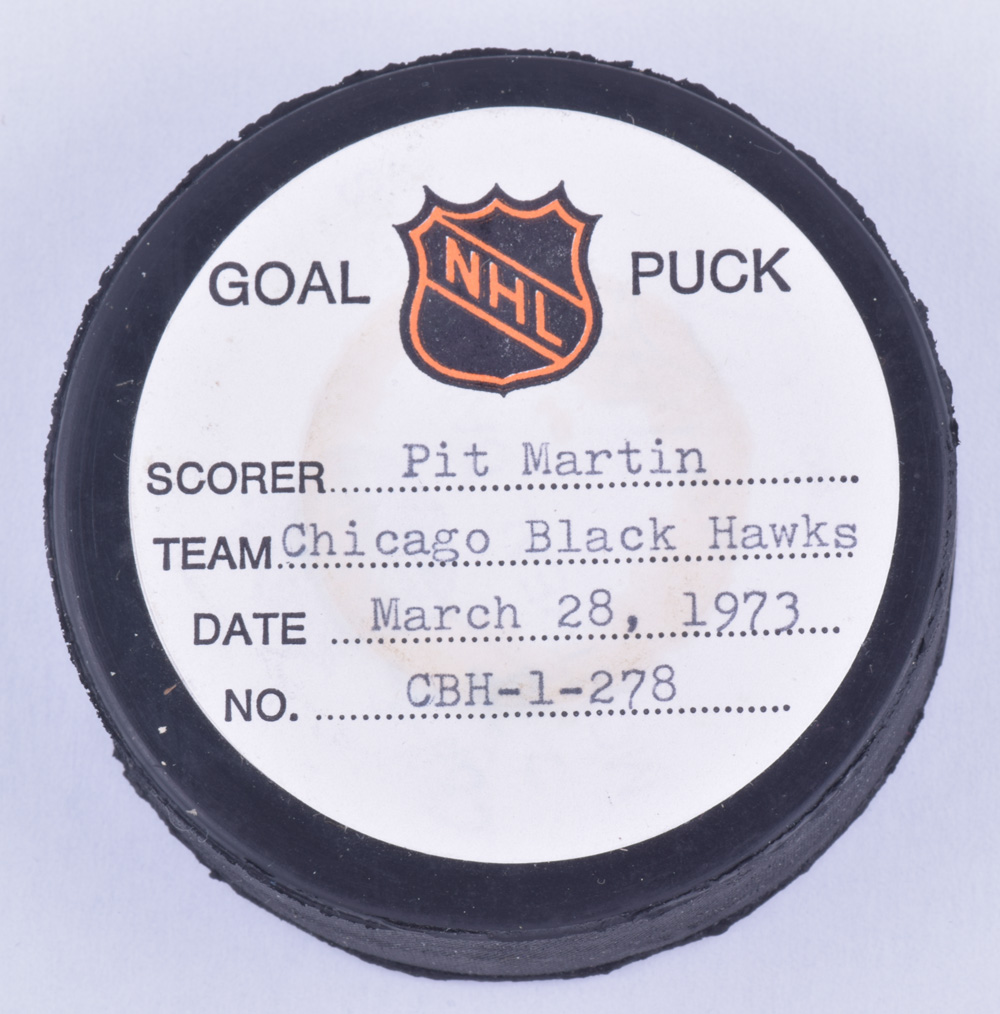 GOAL NHL PUCK
SCORER Pit Martin
TEAM Chicago Black Hawks
DATE March 28, 1973
NO. CBH-1-278